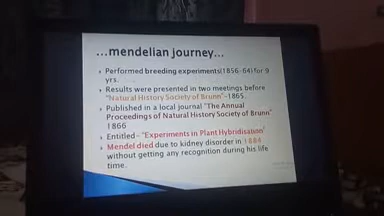 ...mendelian journey...
Performed breeding experiments(1856-64) for 9
yrs.
Results were presented in two meetings before
"Natural History Society of Brunn"-1865.
Published in a local journal "The Annual
Proceedings of Natural History Society of Brunn"
1866
Entitled- "Experiments in Plant Hybridisation"
Mendel died due to kidney disorder in 1884
without getting any recognition during his life
time.